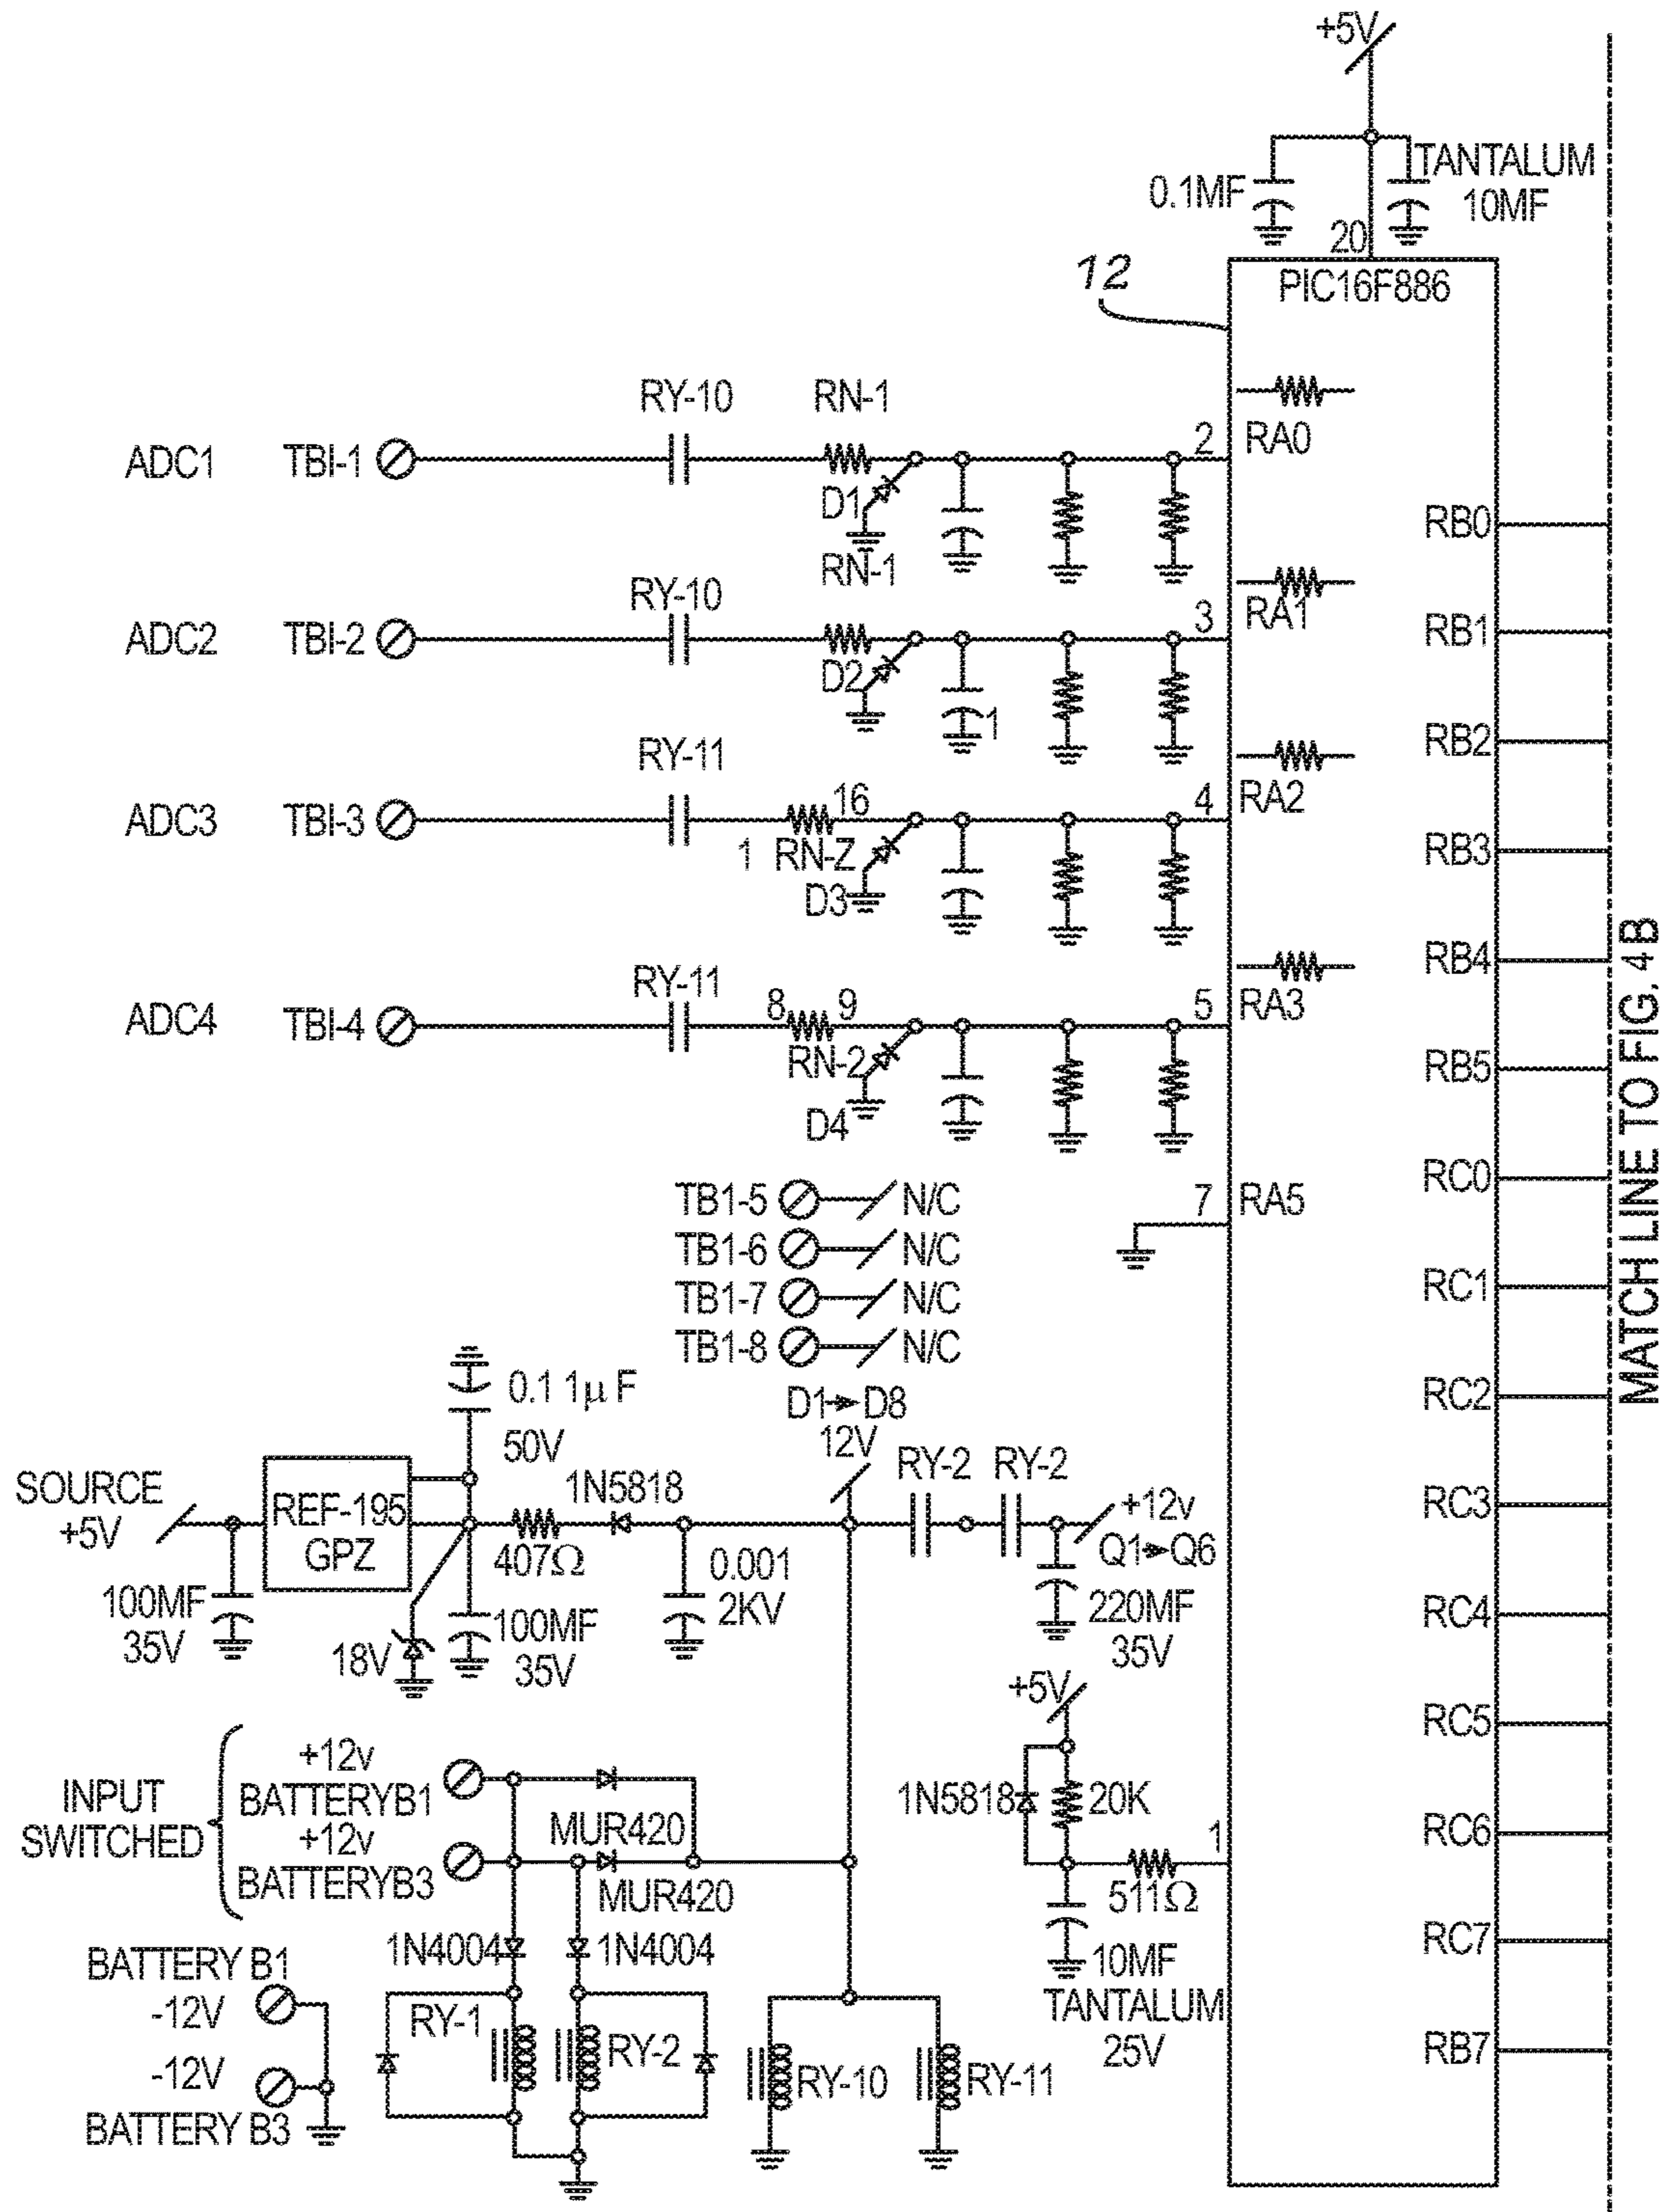 +5V
0.1MF
TANTALUM
10MF
20
12
PIC16F886
ADC1 TBI-1 RY-10 RN-1 2 RA0
D1
RB0
RN-1
ADC2 TBI-2 RY-10 3 RA1
D2
RB1
1
RB2
ADC3 TBI-3 RY-11 16 4 RA2
1 RN-Z
D3
RB3
RB4
ADC4 TBI-4 RY-11 8 9 5 RA3
RN-2
D4
RB5
RC0
TB1-5 N/C
7 RA5
TB1-6 N/C
TB1-7 N/C
TB1-8 N/C
RC1
RC2
MATCH LINE TO FIG. 4B
0.1 1µ F
50V
D1→D8
12V
SOURCE
+5V
REF-195
GPZ
1N5818
407Ω
RY-2 RY-2
+12v
Q1→Q6
RC3
100MF
35V
18V
100MF
35V
0.001
2KV
220MF
35V
RC4
+5V
RC5
INPUT
SWITCHED
+12v
BATTERYB1
+12v
BATTERYB3
MUR420
MUR420
1N5818
20K
1
511Ω
RC6
10MF
TANTALUM
25V
RC7
1N4004 1N4004
BATTERY B1
-12V
-12V
BATTERY B3
RY-1 RY-2
RY-10 RY-11
RB7